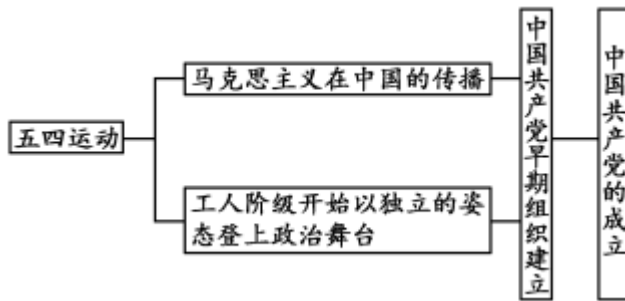 五四运动
马克思主义在中国的传播
工人阶级开始以独立的姿
态登上政治舞台
中国共产党早期组织建立
中国共产党的成立